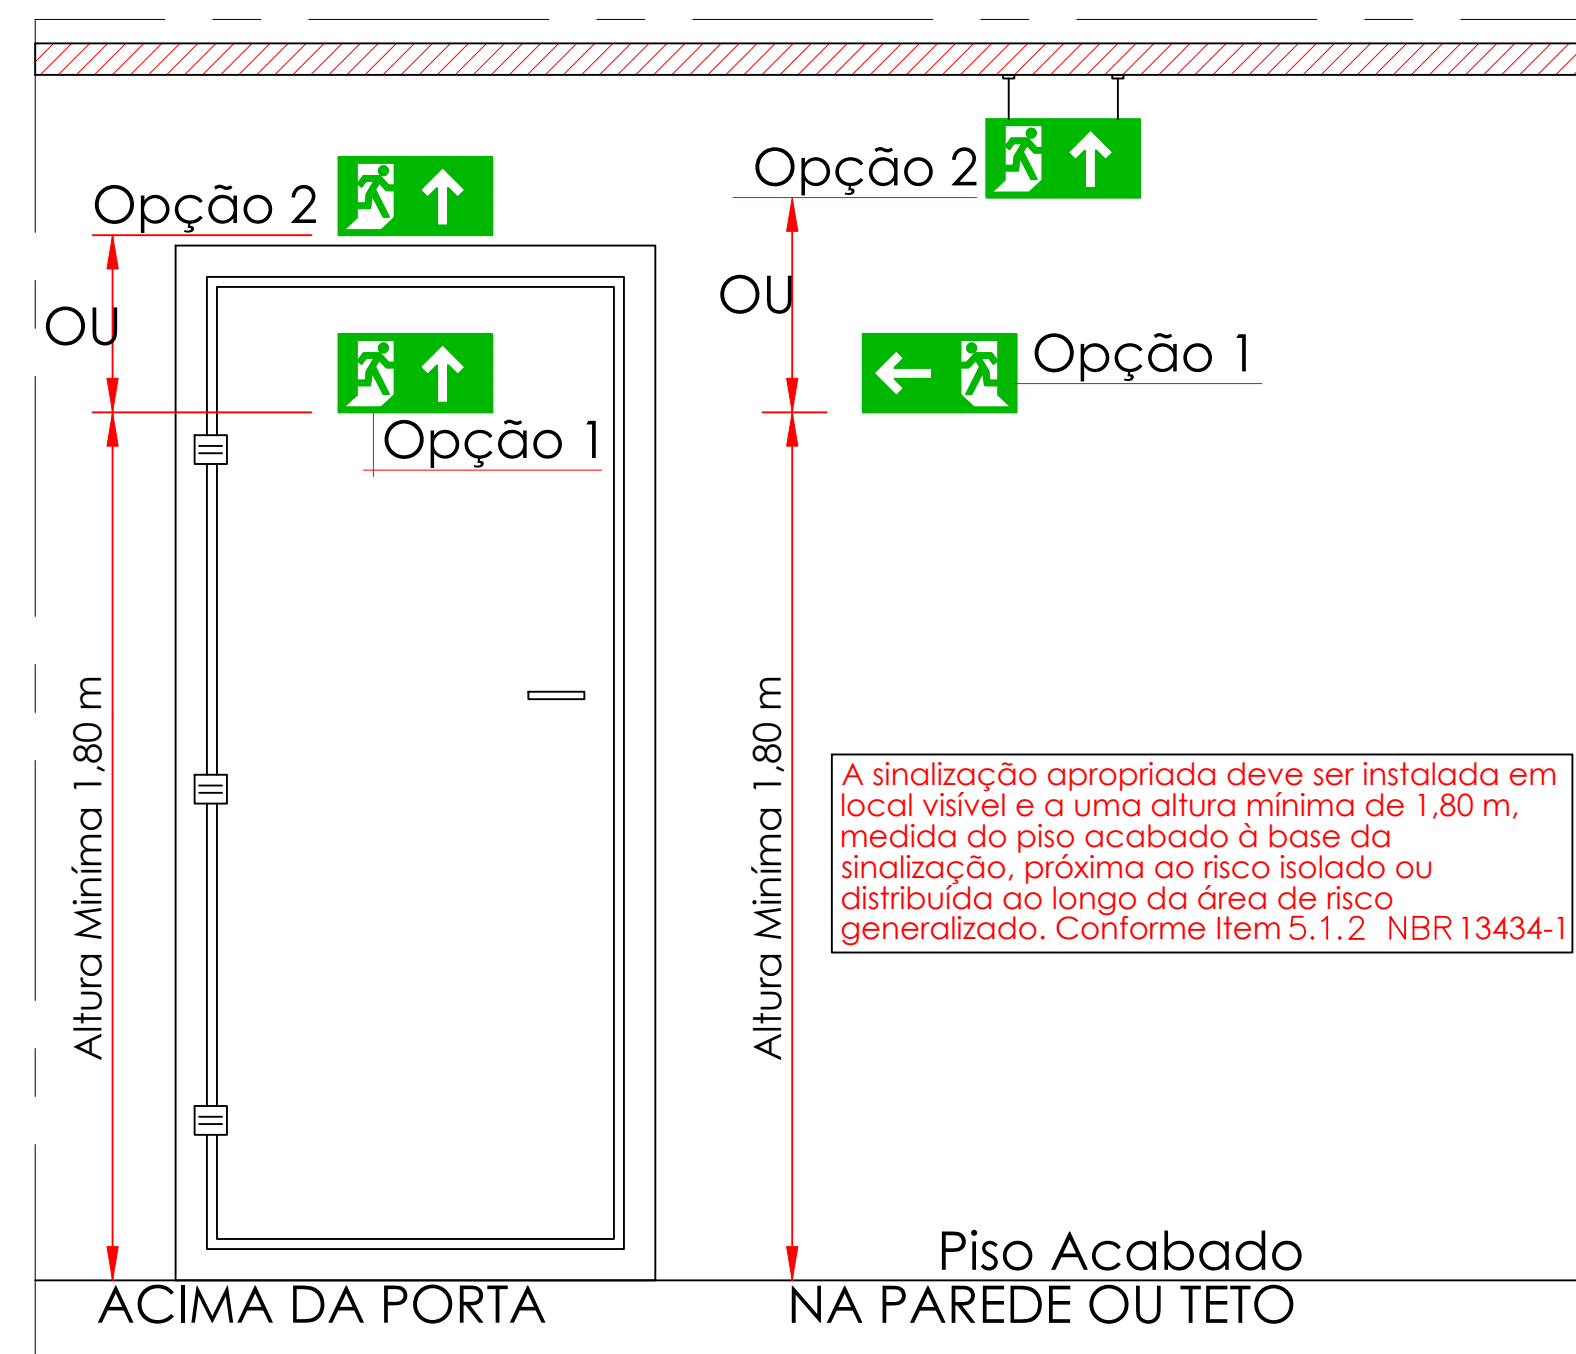 Opção 2
OU
Opção 1
Altura Miníma 1,80 m
ACIMA DA PORTA
Opção 2
OU
Opção 1
Altura Miníma 1,80 m
A sinalização apropriada deve ser instalada em
local visível e a uma altura mínima de 1,80 m,
medida do piso acabado à base da
sinalização, próxima ao risco isolado ou
distribuída ao longo da área de risco
generalizado. Conforme Item 5.1.2 NBR 13434-1
Piso Acabado
NA PAREDE OU TETO